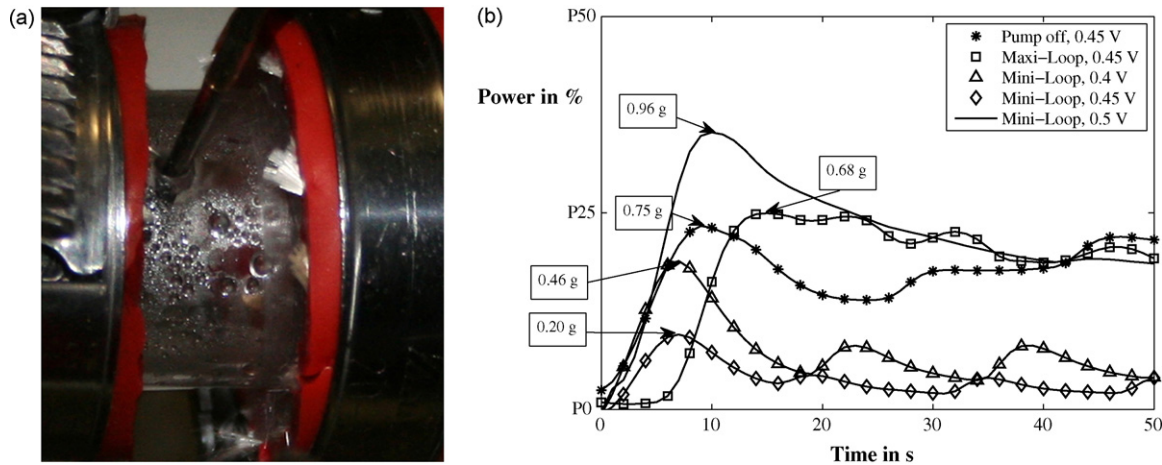 (a)
(b)
P50
Power in %
P25
P0
0
10
20
30
40
50
Time in s
0.96 g
0.75 g
0.68 g
0.46 g
0.20 g
Pump off, 0.45 V
Maxi-Loop, 0.45 V
Mini-Loop, 0.4 V
Mini-Loop, 0.45 V
Mini-Loop, 0.5 V